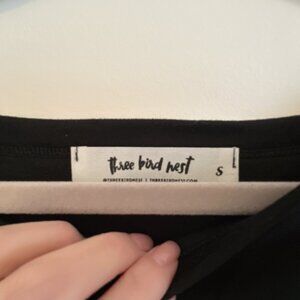 three bird nest
S
@THREEBIRDNEST | THREEBIRDNEST.COM